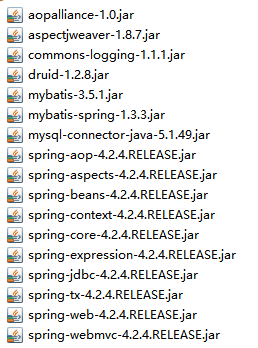 aopalliance-1.0.jar
aspectjweaver-1.8.7.jar
commons-logging-1.1.1.jar
druid-1.2.8.jar
mybatis-3.5.1.jar
mybatis-spring-1.3.3.jar
mysql-connector-java-5.1.49.jar
spring-aop-4.2.4.RELEASE.jar
spring-aspects-4.2.4.RELEASE.jar
spring-beans-4.2.4.RELEASE.jar
spring-context-4.2.4.RELEASE.jar
spring-core-4.2.4.RELEASE.jar
spring-expression-4.2.4.RELEASE.jar
spring-jdbc-4.2.4.RELEASE.jar
spring-tx-4.2.4.RELEASE.jar
spring-web-4.2.4.RELEASE.jar
spring-webmvc-4.2.4.RELEASE.jar